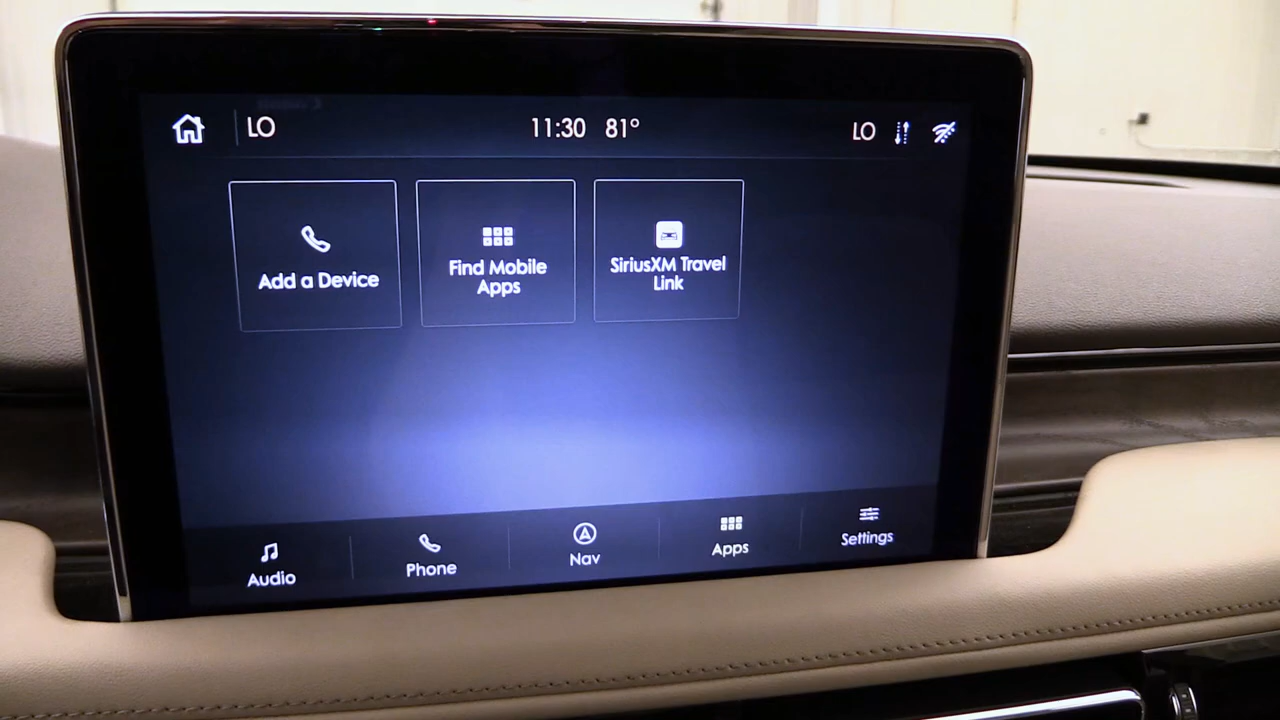 LO 11:30 81° LO
Add a Device
Find Mobile
Apps
SiriusXM Travel
Link
Audio Phone Nav Apps Settings